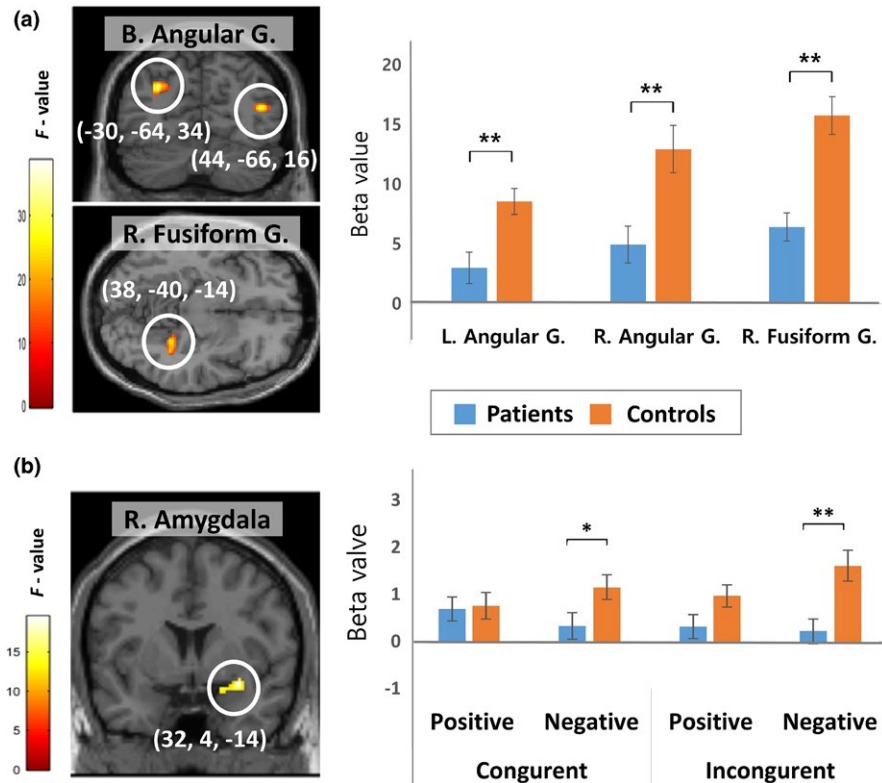 (a)
B. Angular G.
(-30, -64, 34)
(44, -66, 16)
R. Fusiform G.
(38, -40, -14)
F - value
30
20
10
0
Beta value
20
15
10
5
0
**
**
**
L. Angular G.
R. Angular G.
R. Fusiform G.
Patients
Controls
(b)
R. Amygdala
(32, 4, -14)
F - value
15
10
5
0
Beta valve
3
2
1
0
-1
*
**
Positive
Negative
Positive
Negative
Congurent
Incongurent